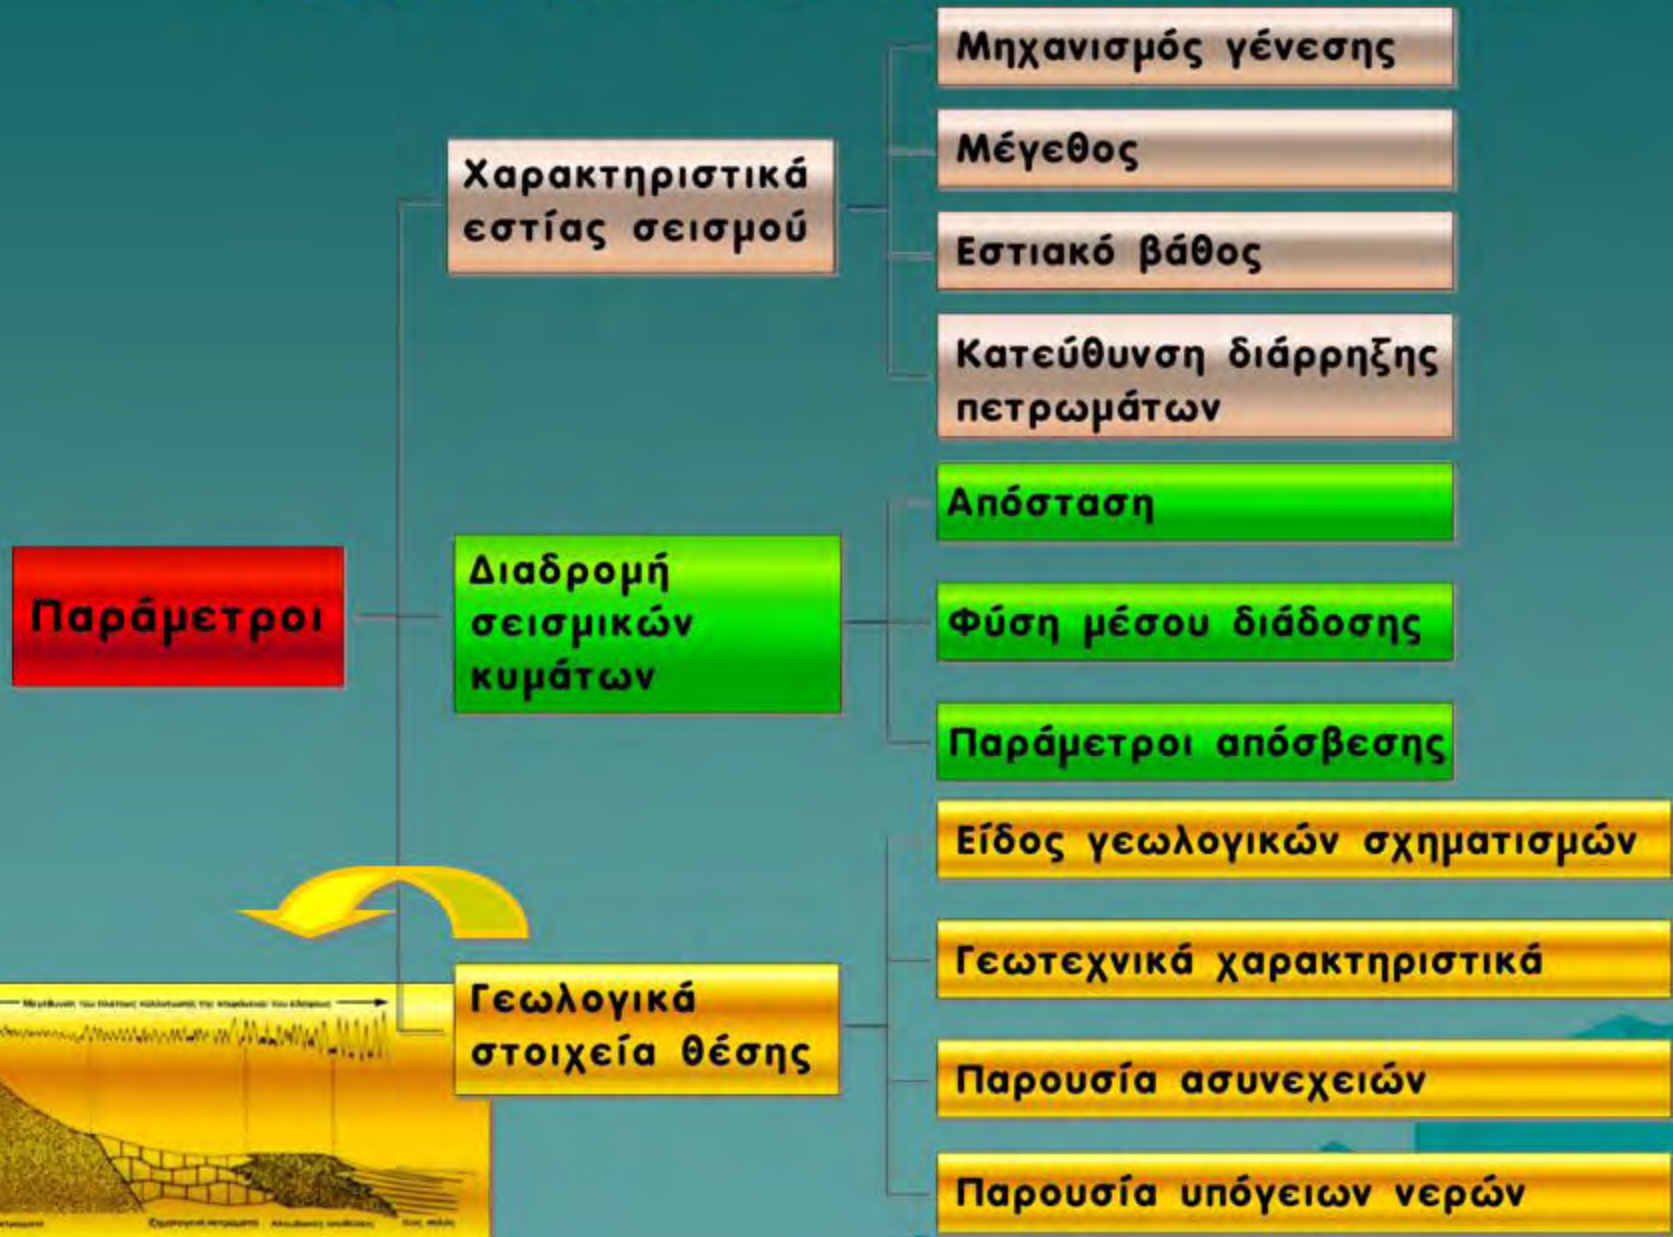 Μηχανισμός γένεσης
Μέγεθος
Χαρακτηριστικά
εστίας σεισμού
Εστιακό βάθος
Κατεύθυνση διάρρηξης
πετρωμάτων
Απόσταση
Παράμετροι
Διαδρομή
σεισμικών
κυμάτων
Φύση μέσου διάδοσης
Παράμετροι απόσβεσης
Είδος γεωλογικών σχηματισμών
Γεωτεχνικά χαρακτηριστικά
Γεωλογικά
στοιχεία θέσης
Παρουσία ασυνεχειών
Παρουσία υπόγειων νερών